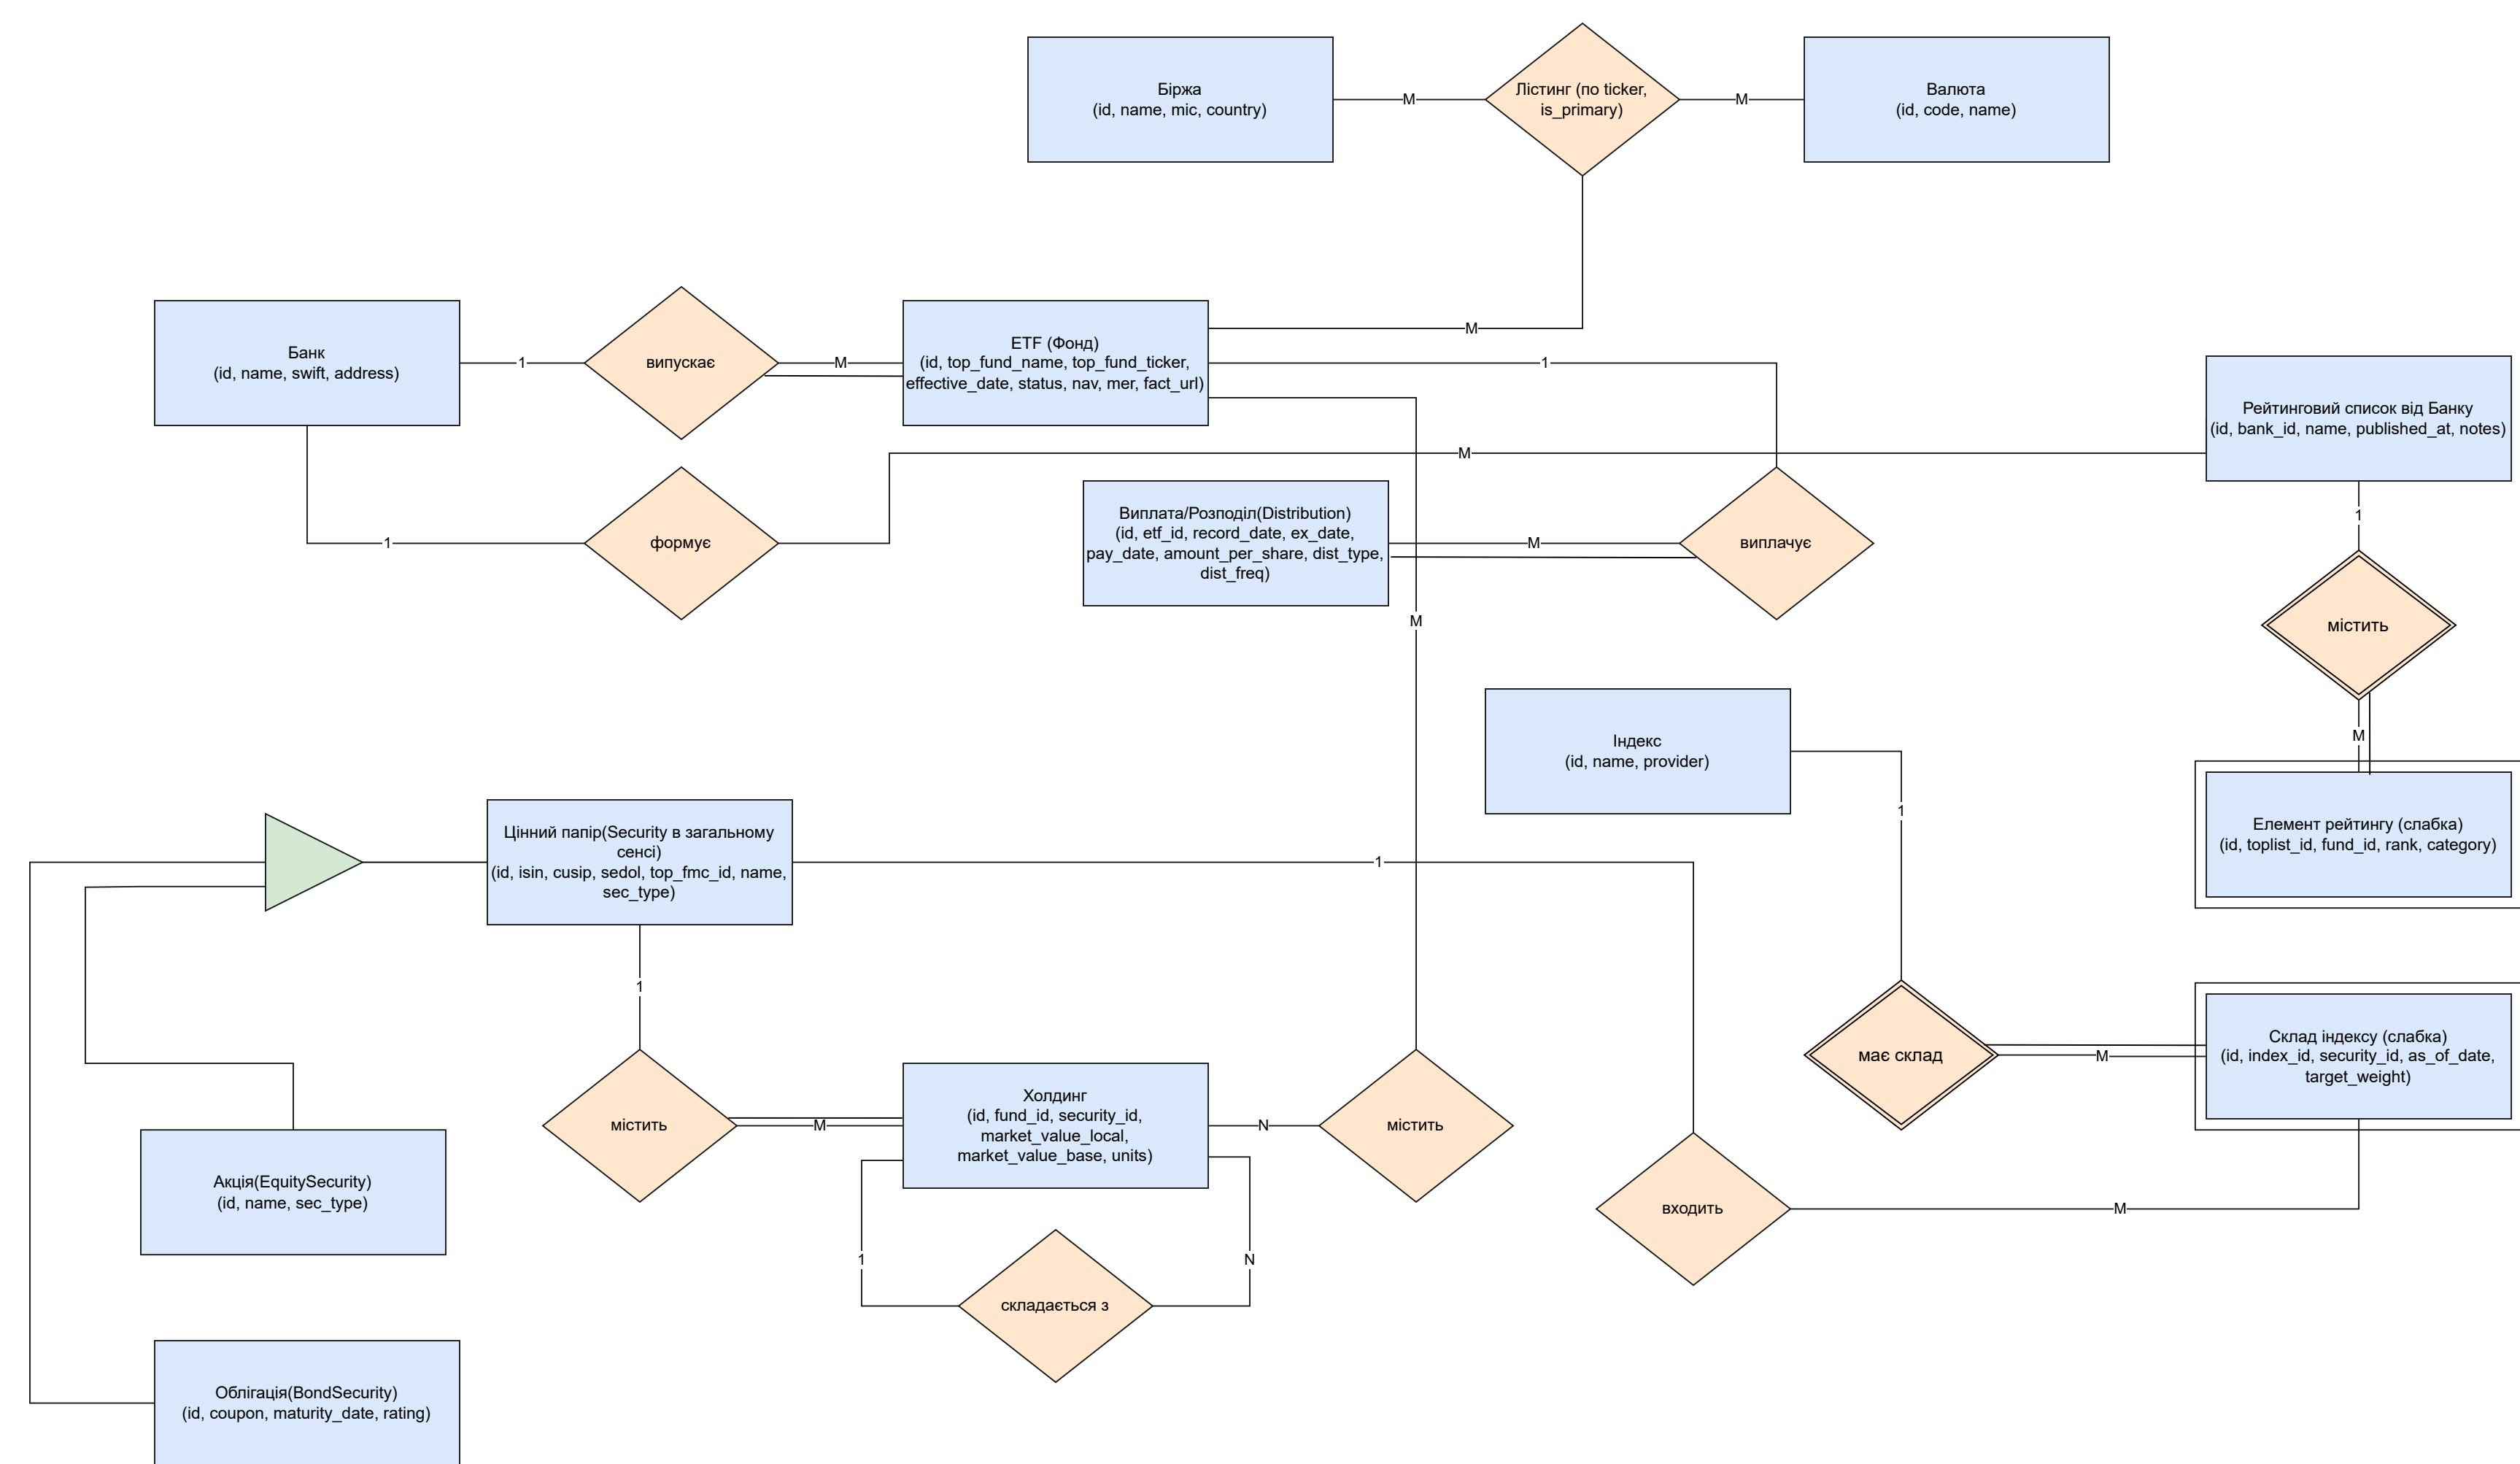 Біржа
(id, name, mic, country)
M
Лістинг (по ticker,
is_primary)
M
Валюта
(id, code, name)
Банк
(id, name, swift, address)
1
випускає
M
ETF (Фонд)
(id, top_fund_name, top_fund_ticker,
effective_date, status, nav, mer, fact_url)
M
1
Рейтинговий список від Банку
(id, bank_id, name, published_at, notes)
M
1
формує
Виплата/Розподіл(Distribution)
(id, etf_id, record_date, ex_date,
pay_date, amount_per_share, dist_type,
dist_freq)
M
виплачує
1
M
містить
M
Індекс
(id, name, provider)
1
Цінний папір(Security в загальному
сенсі)
(id, isin, cusip, sedol, top_fmc_id, name,
sec_type)
1
Елемент рейтингу (слабка)
(id, toplist_id, fund_id, rank, category)
1
має склад
M
Склад індексу (слабка)
(id, index_id, security_id, as_of_date,
target_weight)
містить
M
Холдинг
(id, fund_id, security_id,
market_value_local,
market_value_base, units)
N
містить
Акція(EquitySecurity)
(id, name, sec_type)
входить
M
1
складається з
N
Облігація(BondSecurity)
(id, coupon, maturity_date, rating)